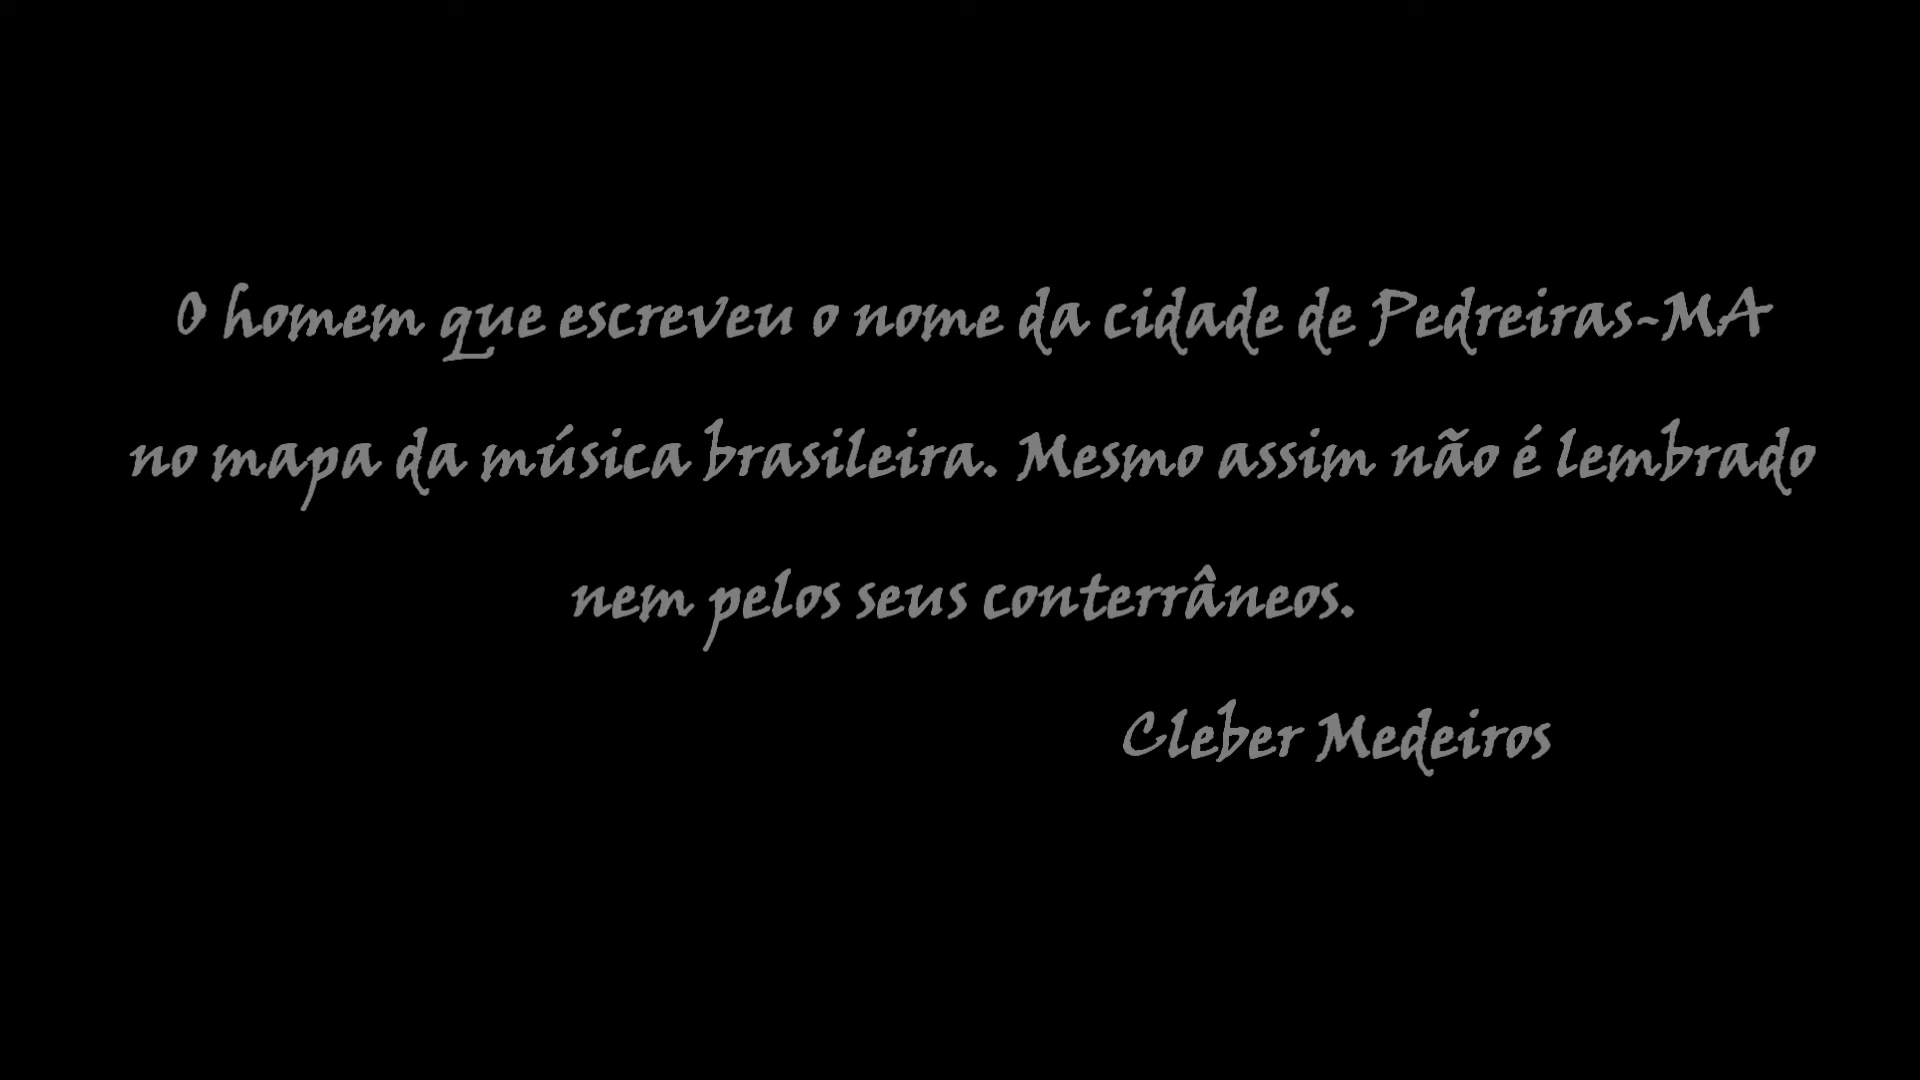 O homem que escreveu o nome da cidade de Pedreiras-MA
no mapa da música brasileira. Mesmo assim não é lembrado
nem pelos seus conterrâneos.
Cleber Medeiros